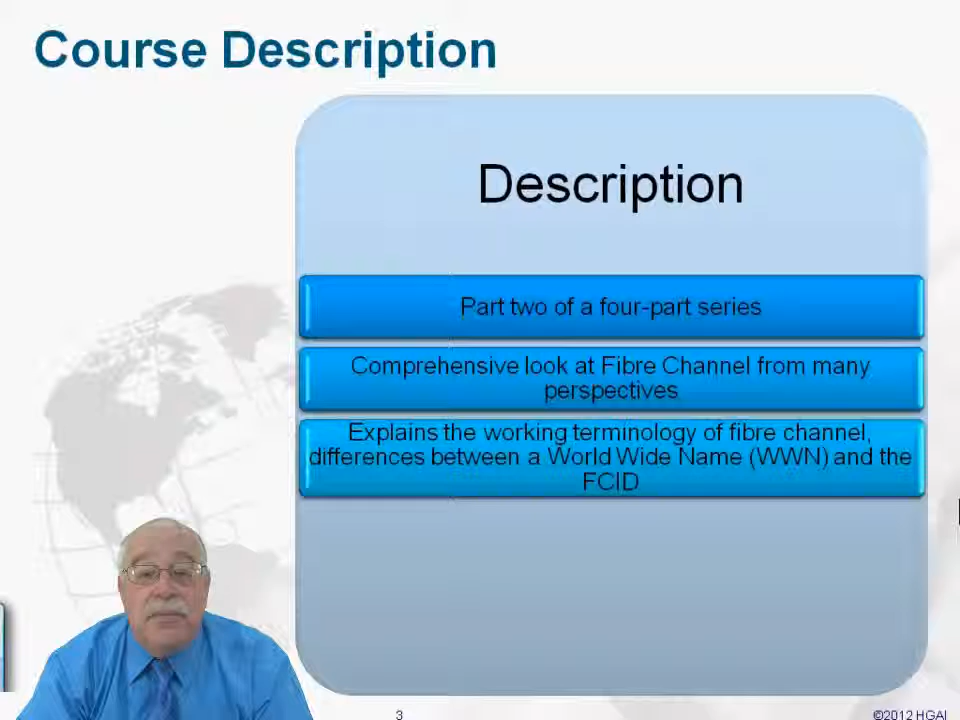 Course Description
Description
Part two of a four-part series
Comprehensive look at Fibre Channel from many
perspectives
Explains the working terminology of fibre channel,
differences between a World Wide Name (WWN) and the
FCID
3
©2012 HGAI